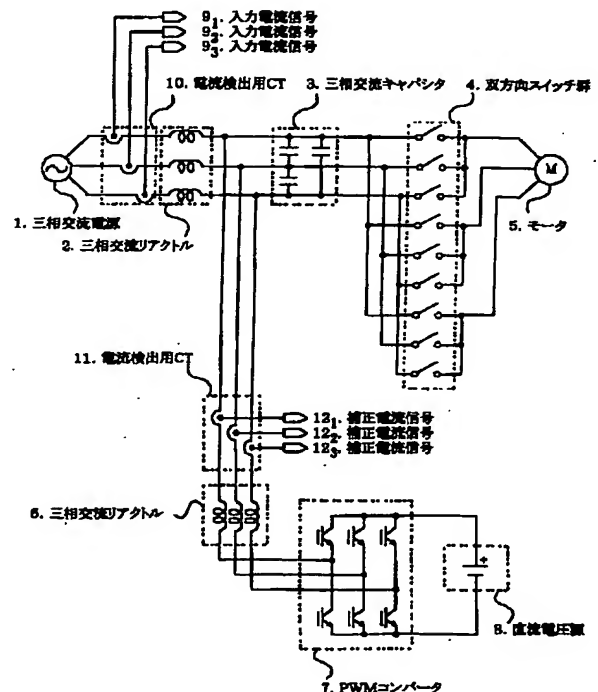 9₁. 入力電流信号
9₂. 入力電流信号
9₃. 入力電流信号
10. 電流検出用CT
3. 三相交流キャパシタ
4. 双方向スイッチ群
1. 三相交流電源
2. 三相交流リアクトル
M
5. モータ
11. 電流検出用CT
12₁. 補正電流信号
12₂. 補正電流信号
12₃. 補正電流信号
6. 三相交流リアクトル
+
8. 直流電圧源
7. PWMコンバータ